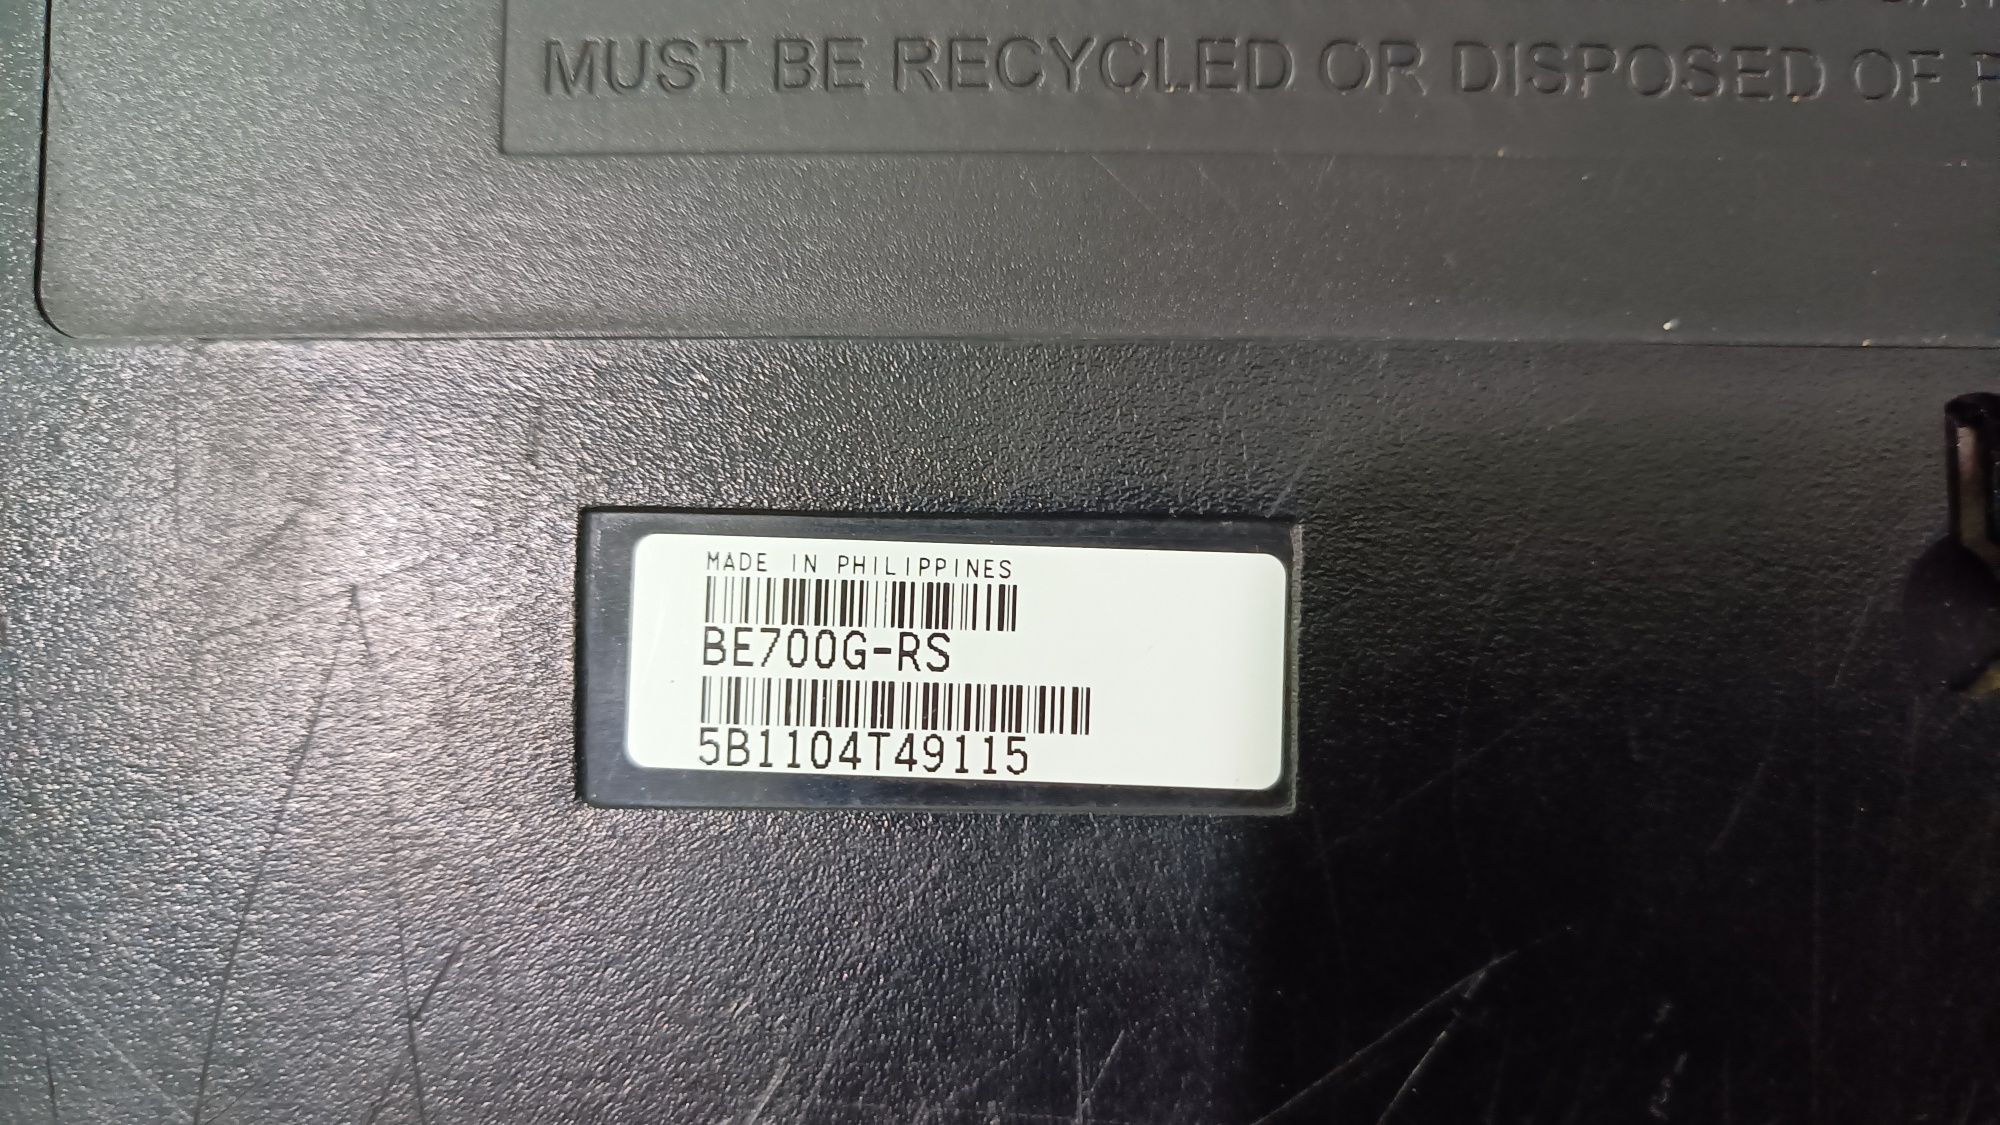 MUST BE RECYCLED OR DISPOSED OF
MADE IN PHILIPPINES
BE700G-RS
5B1104T49115